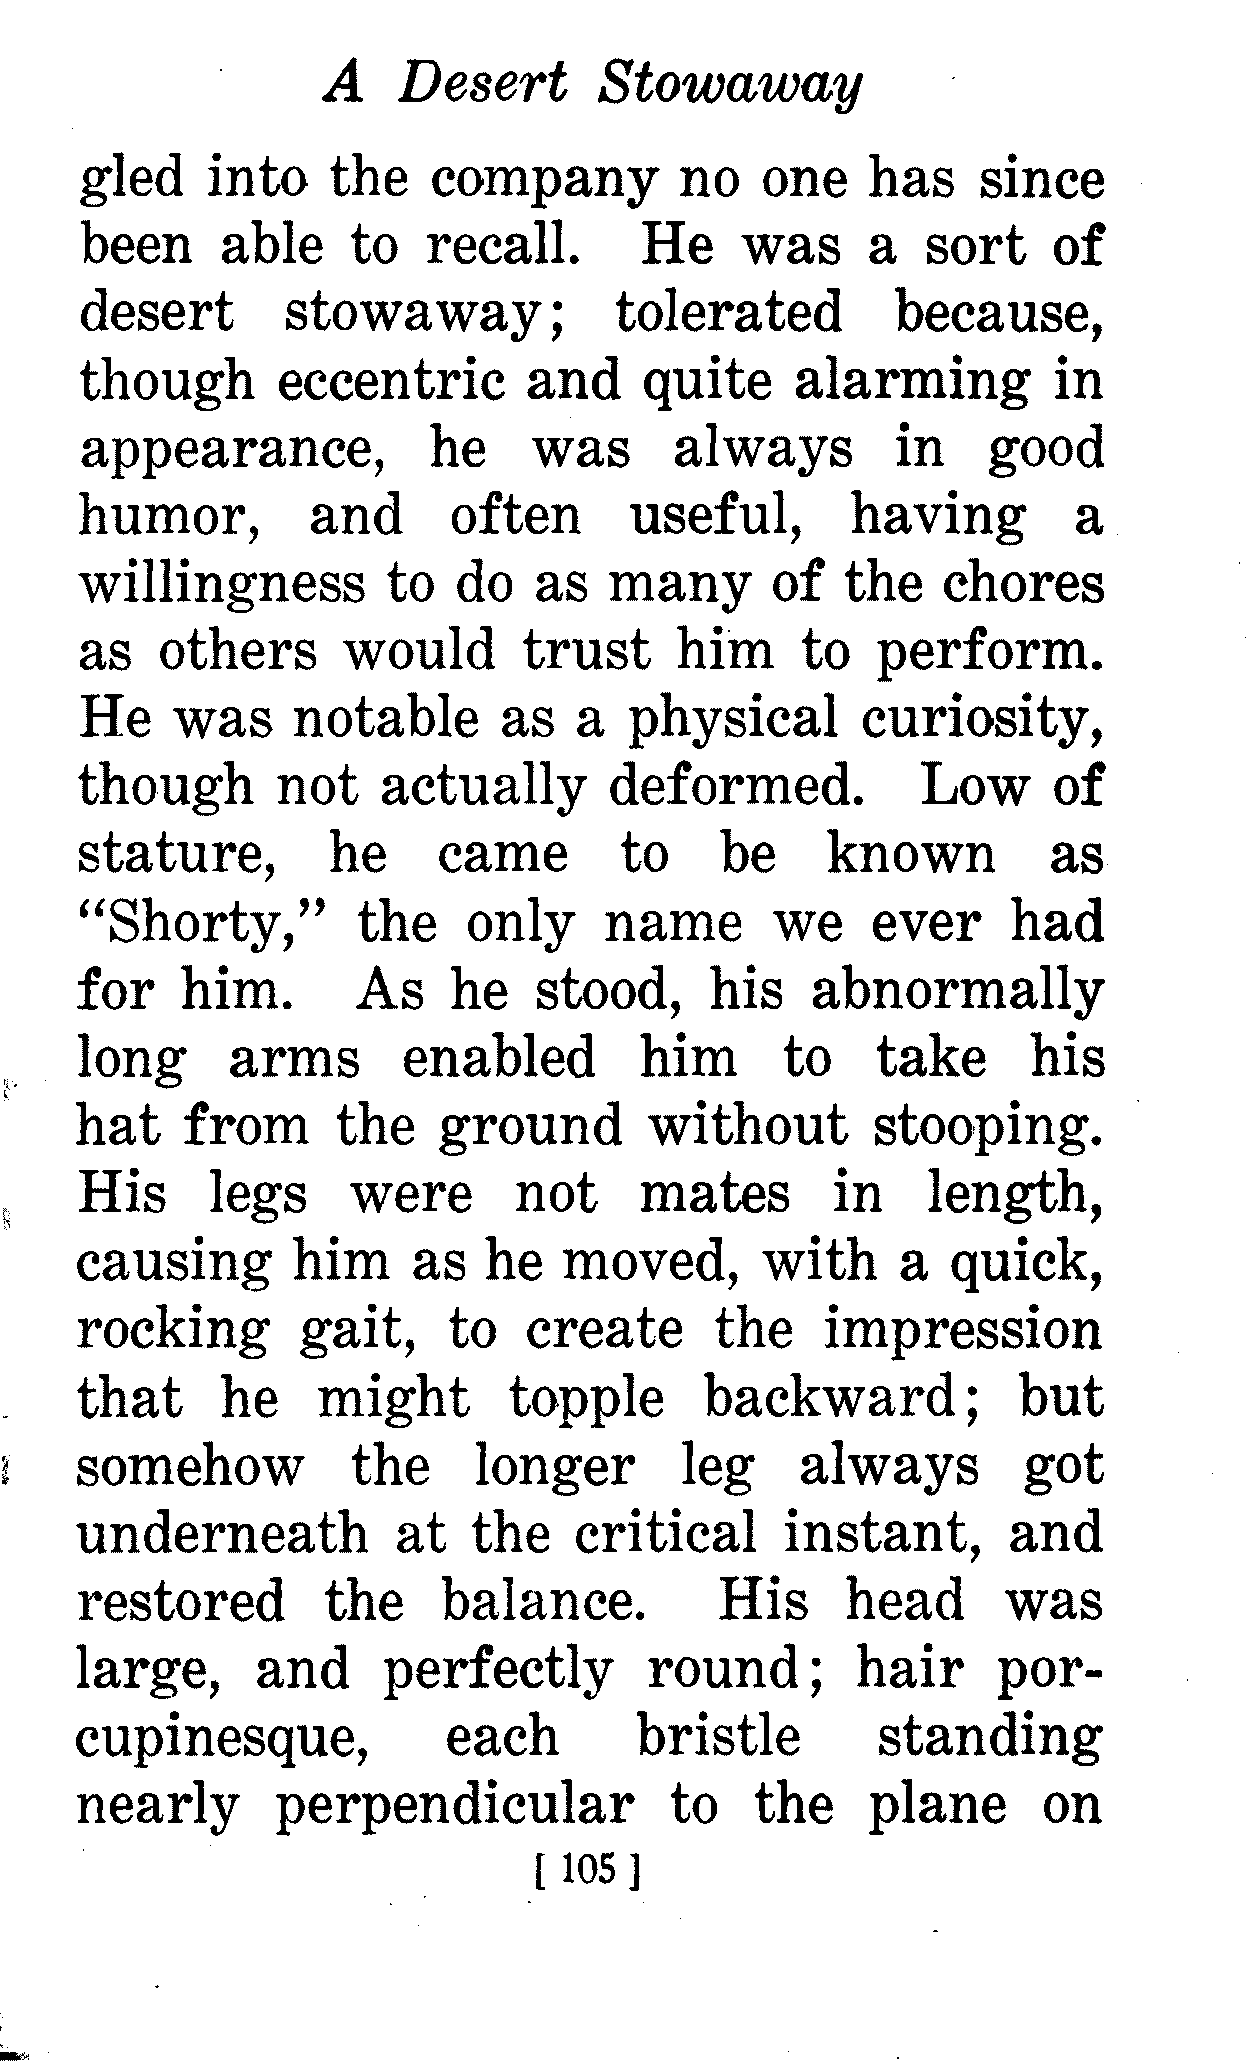 A Desert Stowaway
gled into the company no one has since
been able to recall. He was a sort of
desert stowaway; tolerated because,
though eccentric and quite alarming in
appearance, he was always in good
humor, and often useful, having a
willingness to do as many of the chores
as others would trust him to perform.
He was notable as a physical curiosity,
though not actually deformed. Low of
stature, he came to be known as
“Shorty,” the only name we ever had
for him. As he stood, his abnormally
long arms enabled him to take his
hat from the ground without stooping.
His legs were not mates in length,
causing him as he moved, with a quick,
rocking gait, to create the impression
that he might topple backward; but
somehow the longer leg always got
underneath at the critical instant, and
restored the balance. His head was
large, and perfectly round; hair por-
cupinesque, each bristle standing
nearly perpendicular to the plane on
[ 105 ]